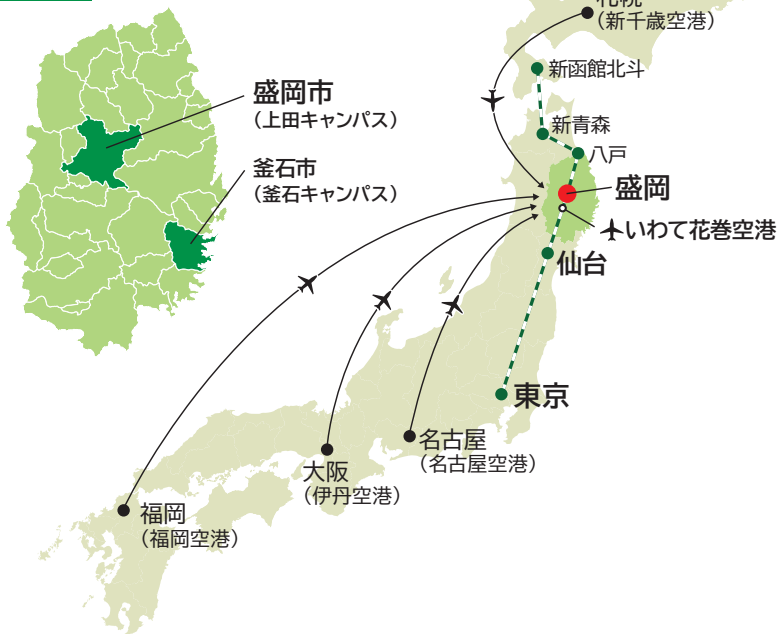 盛岡市
（上田キャンパス）
釜石市
（釜石キャンパス）
札幌
（新千歳空港）
新函館北斗
新青森
八戸
盛岡
いわて花巻空港
仙台
東京
名古屋
（名古屋空港）
大阪
（伊丹空港）
福岡
（福岡空港）